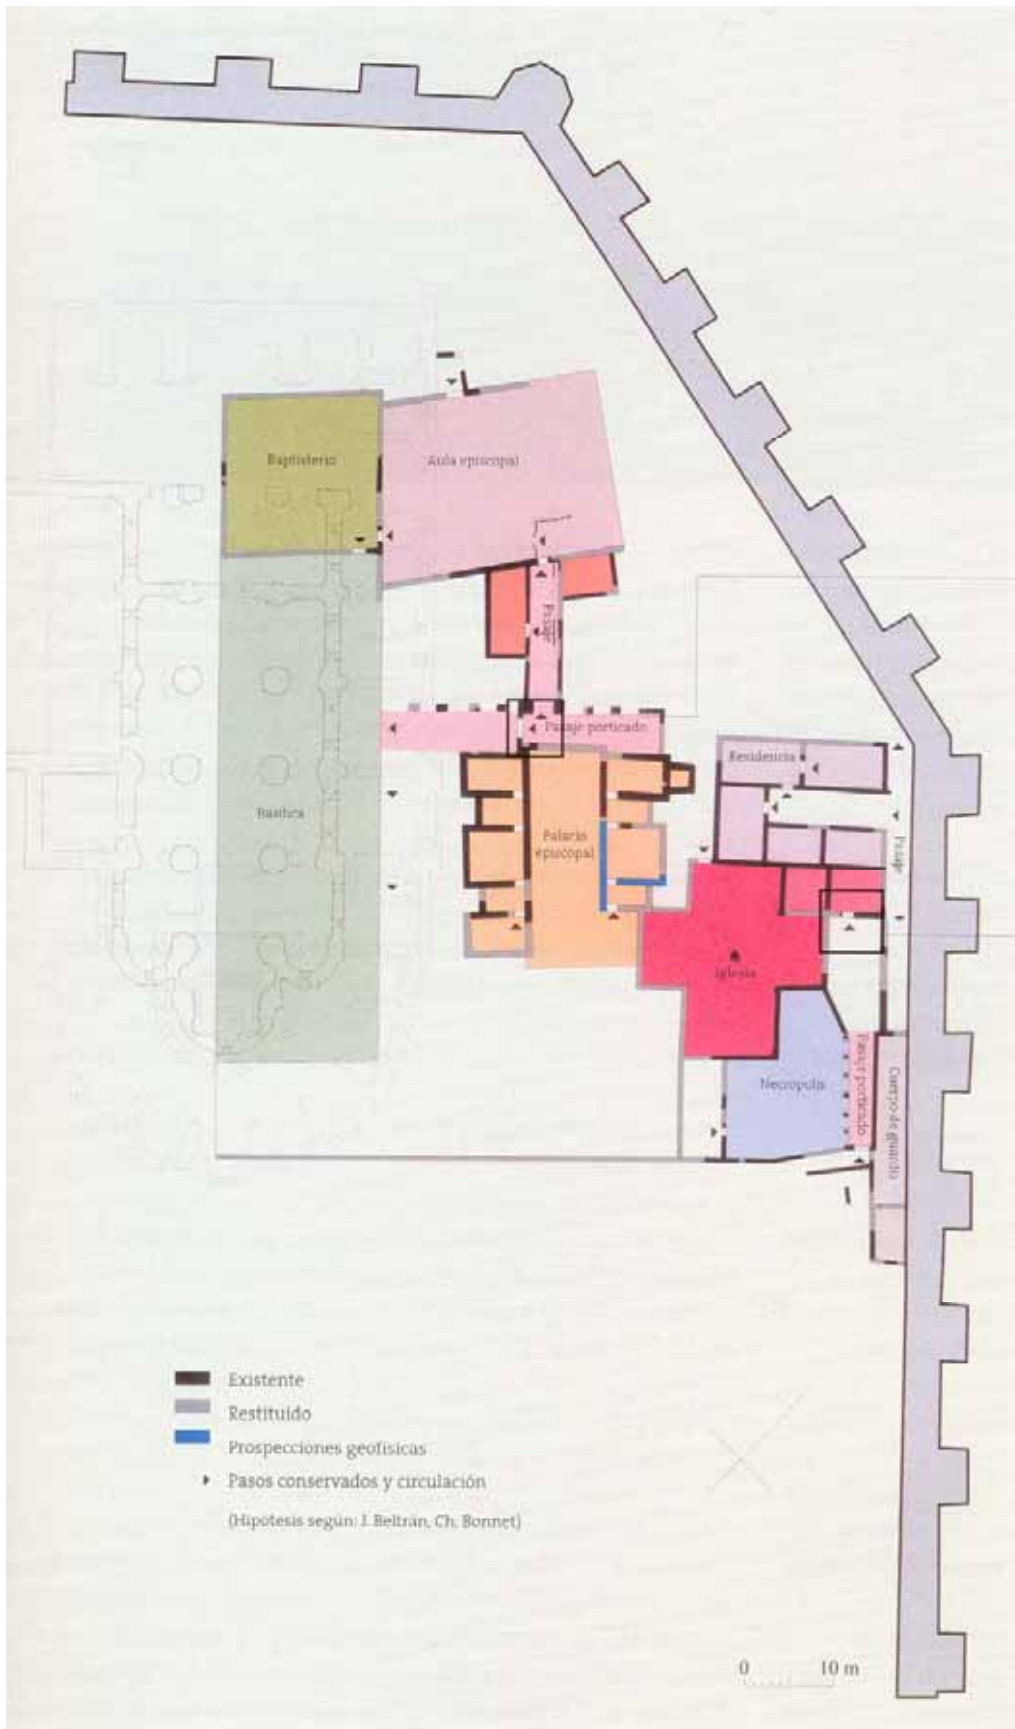 Baptisterio
Aula episcopal
Pasaje
Pasaje porticado
Residencia
Basílica
Palacio
episcopal
Pasaje
Iglesia
Necrópolis
Pasaje porticado
Cuerpo de guardia
Existente
Restituido
Prospecciones geofísicas
Pasos conservados y circulación
(Hipótesis según: J. Beltrán, Ch. Bonnet)
0 10 m